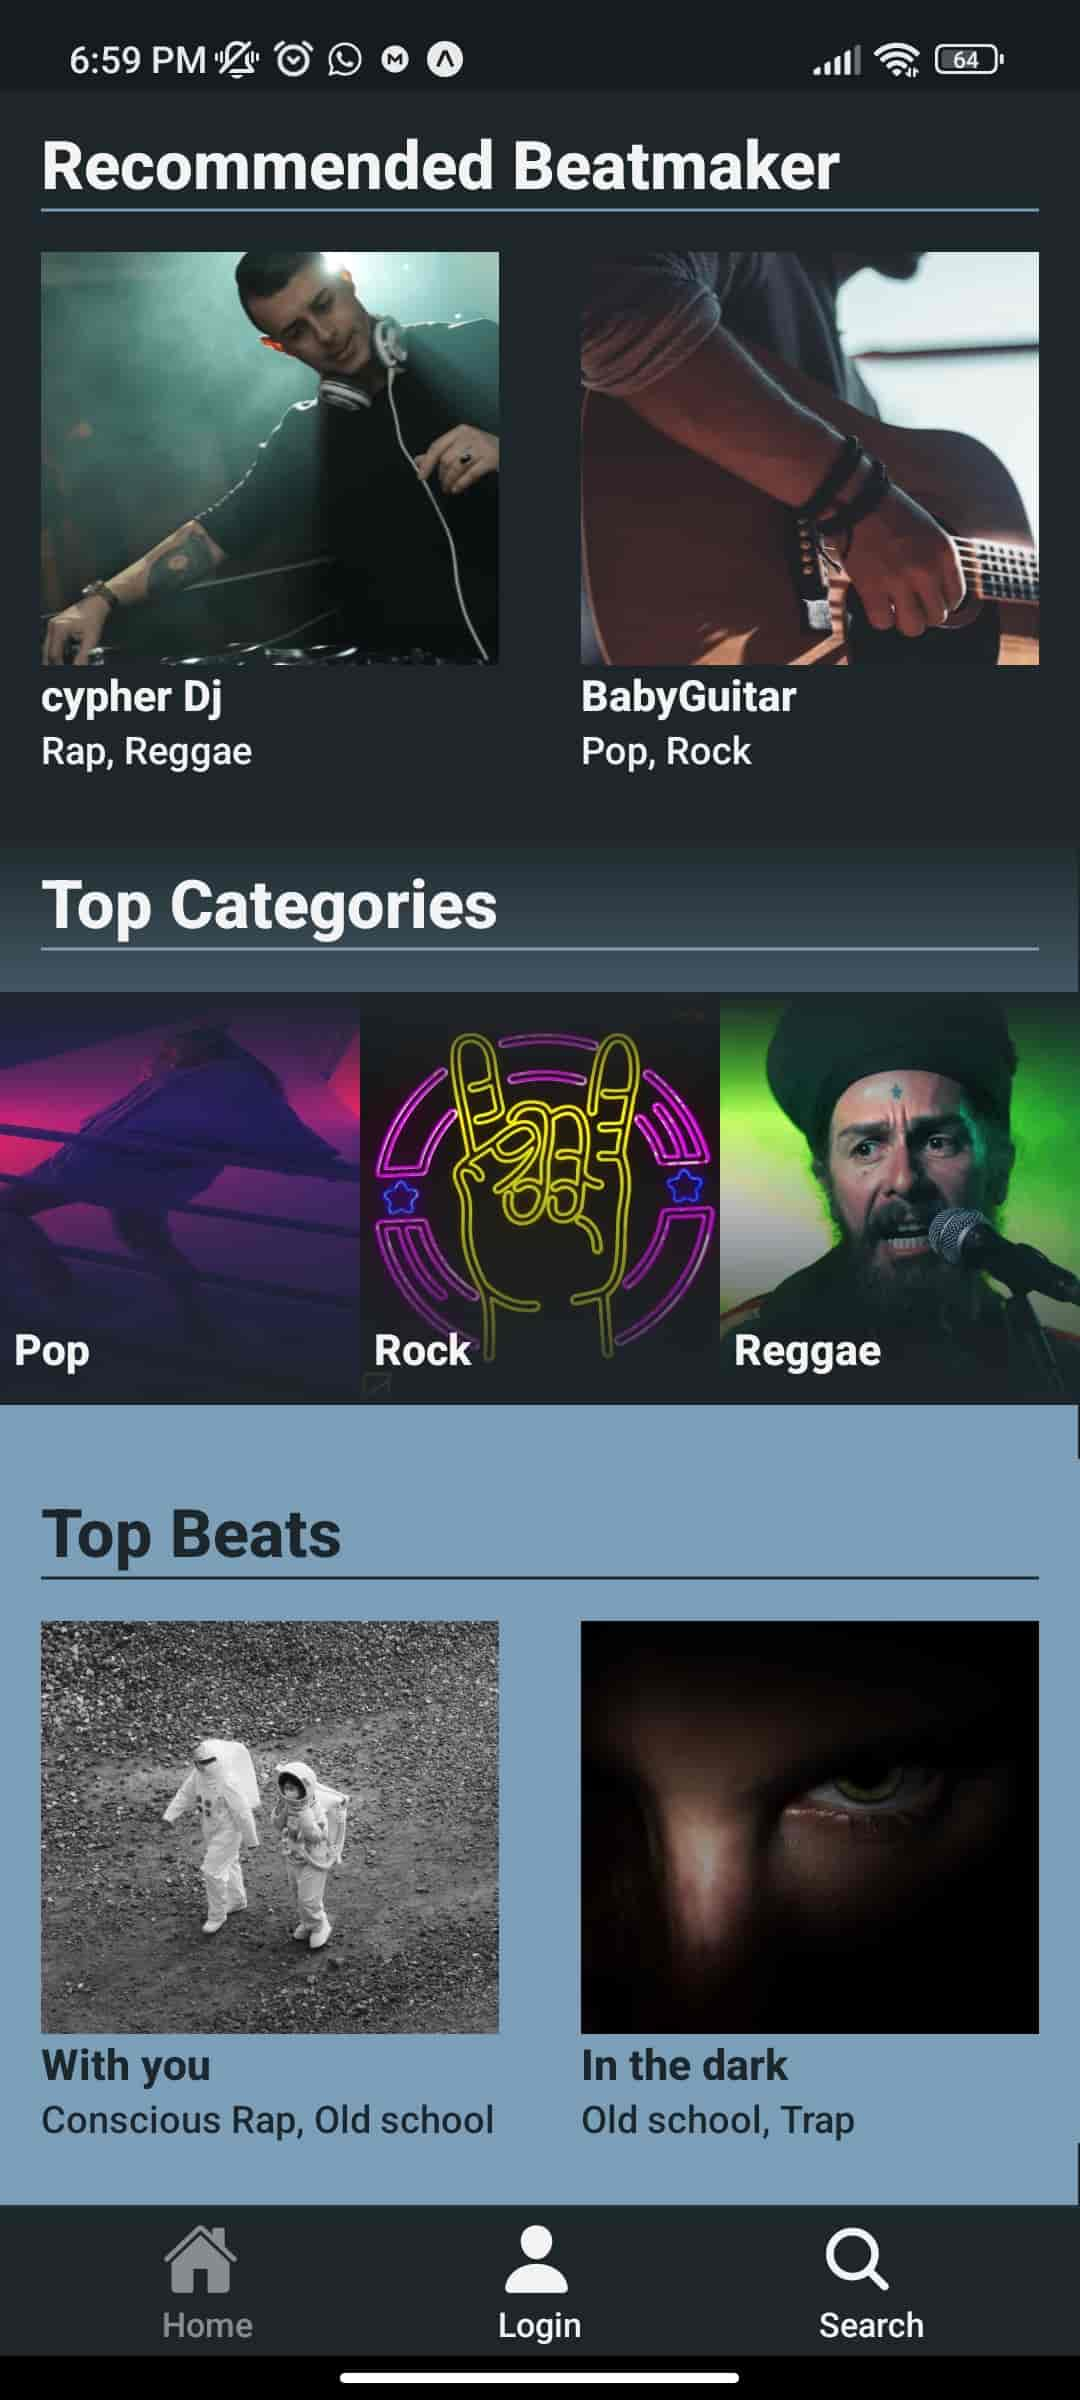 6:59 PM
64
Recommended Beatmaker
cypher Dj
BabyGuitar
Rap, Reggae
Pop, Rock
Top Categories
Pop
Rock
Reggae
Top Beats
With you
In the dark
Conscious Rap, Old school
Old school, Trap
Home
Login
Search